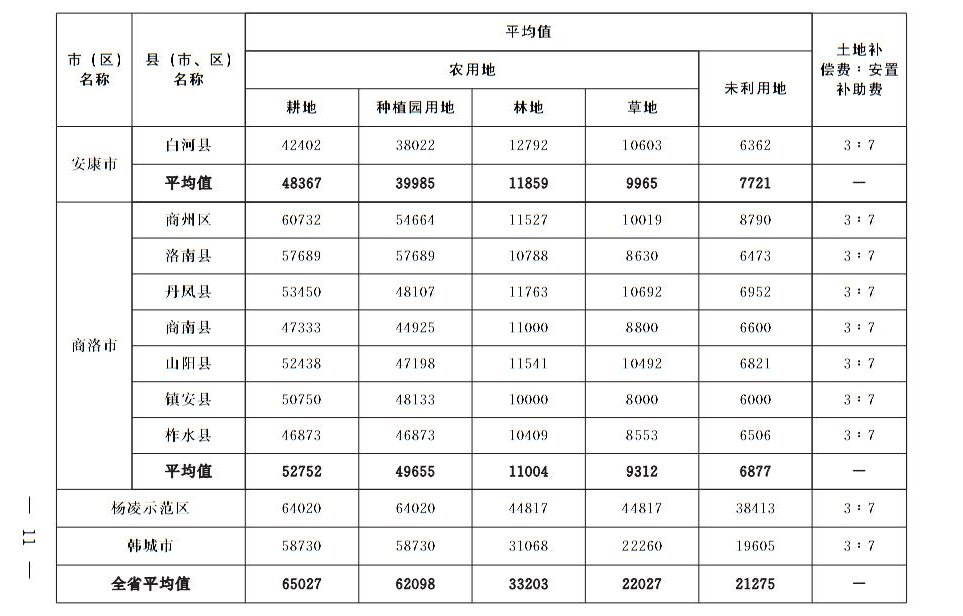 市（区）名称 县（市、区）名称 平均值 土地补偿费：安置补助费
农用地 未利用地
耕地 种植园用地 林地 草地
安康市 白河县 42402 38022 12792 10603 6362 3：7
平均值 48367 39985 11859 9965 7721 —
商洛市 商州区 60732 54664 11527 10019 8790 3：7
洛南县 57689 57689 10788 8630 6473 3：7
丹凤县 53450 48107 11763 10692 6952 3：7
商南县 47333 44925 11000 8800 6600 3：7
山阳县 52438 47198 11541 10492 6821 3：7
镇安县 50750 48133 10000 8000 6000 3：7
柞水县 46873 46873 10409 8553 6506 3：7
平均值 52752 49655 11004 9312 6877 —
杨凌示范区 64020 64020 44817 44817 38413 3：7
韩城市 58730 58730 31068 22260 19605 3：7
全省平均值 65027 62098 33203 22027 21275 —
— 11 —